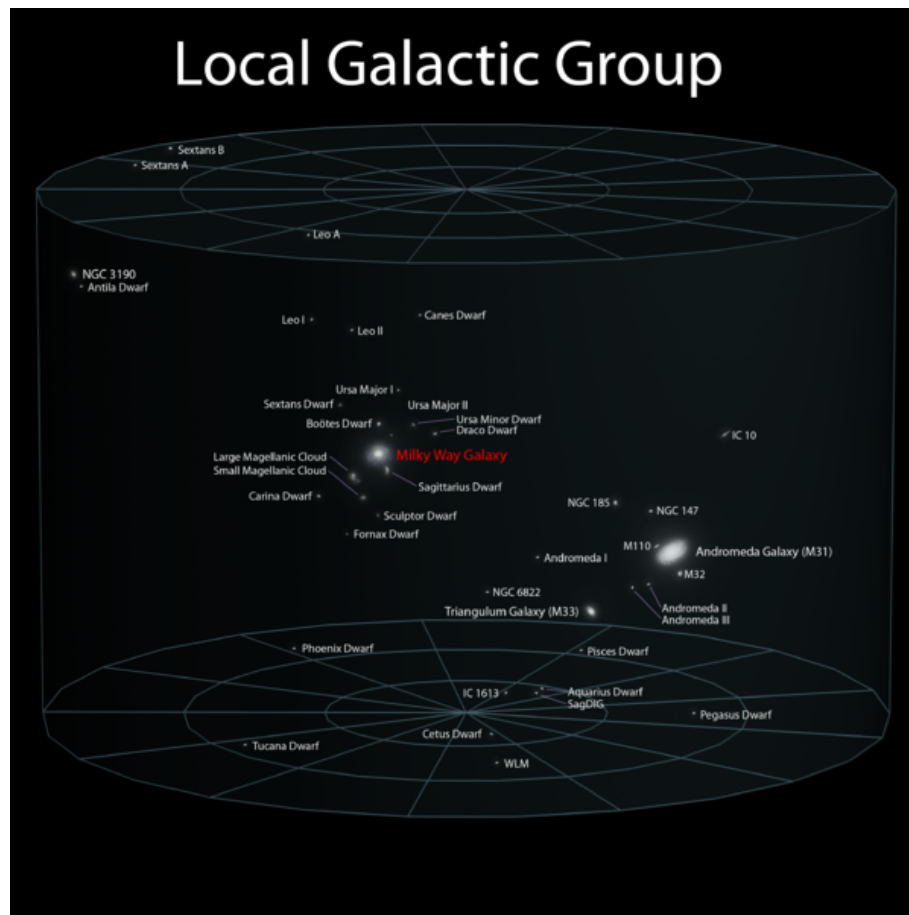 Local Galactic Group
Sextans B
Sextans A
Leo A
NGC 3190
Antila Dwarf
Canes Dwarf
Leo I
Leo II
Ursa Major I
Sextans Dwarf
Ursa Major II
Boötes Dwarf
Ursa Minor Dwarf
Draco Dwarf
IC 10
Large Magellanic Cloud
Milky Way Galaxy
Small Magellanic Cloud
Sagittarius Dwarf
Carina Dwarf
NGC 185
NGC 147
Sculptor Dwarf
Fornax Dwarf
M110
Andromeda Galaxy (M31)
Andromeda I
M32
NGC 6822
Andromeda II
Triangulum Galaxy (M33)
Andromeda III
Phoenix Dwarf
Pisces Dwarf
IC 1613
Aquarius Dwarf
SagDIG
Pegasus Dwarf
Cetus Dwarf
Tucana Dwarf
WLM